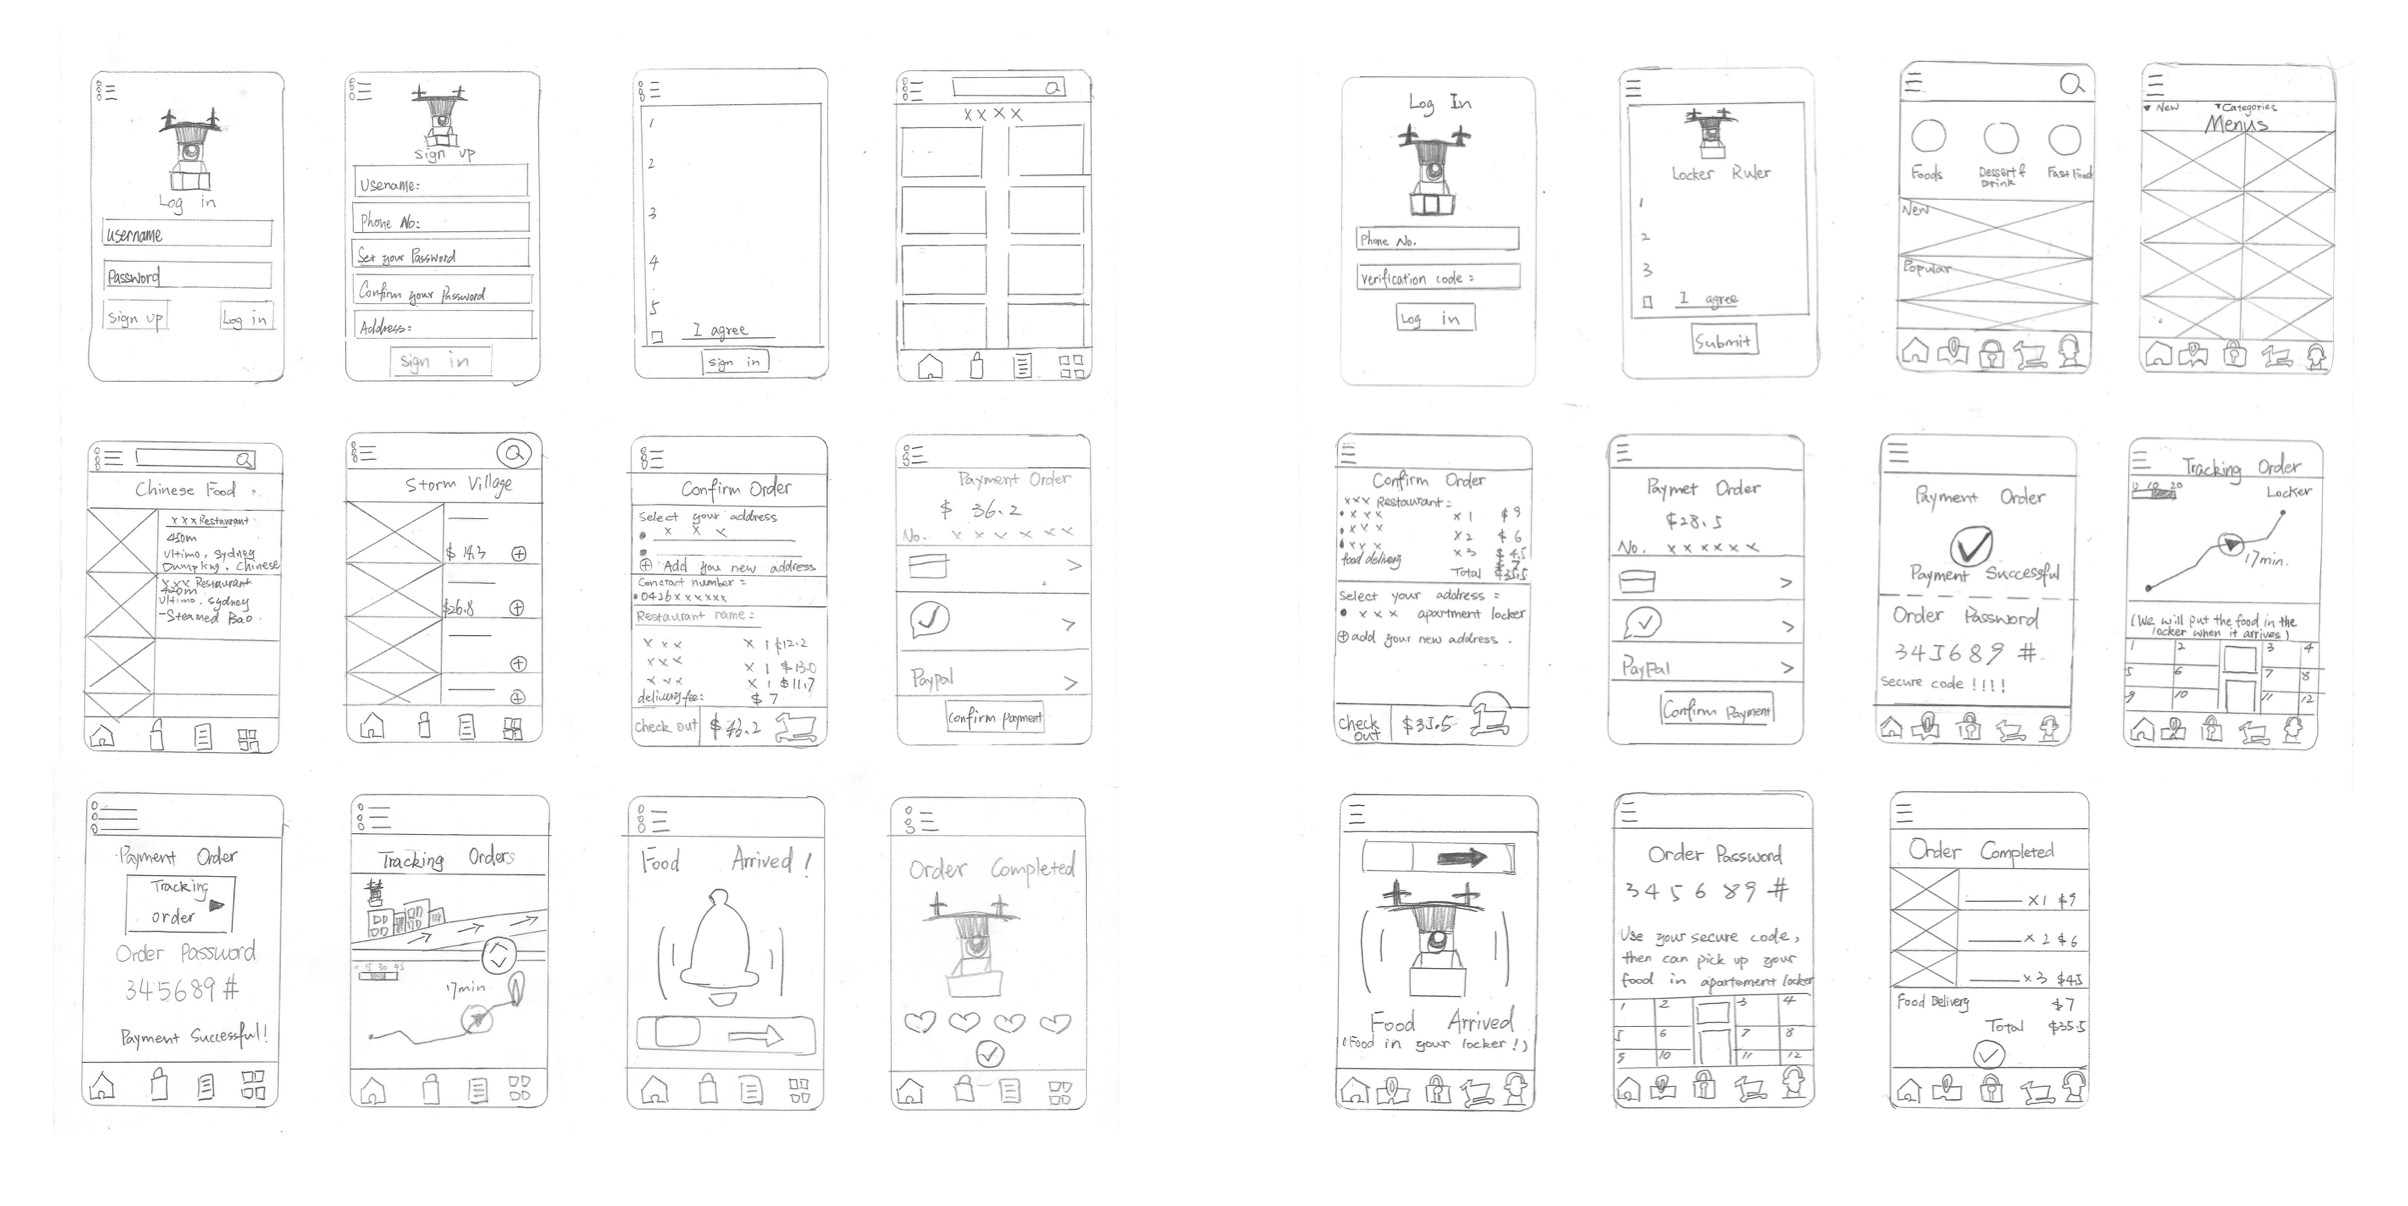 Log in
Username
Password
Sign up
Log in
Sign up
Usename:
Phone No:
Set your Password
Confirm your Password
Address:
Sign in
1
2
3
4
5
I agree
Sign in
x x x x
Log In
Phone No.
Verification code:
Log in
Locker Ruler
1
2
3
I agree
Submit
Foods
Dessert & Drink
Fast Food
New
Popular
▼ New ▼ Categories
Menus
Chinese Food :
x x x Restaurant
450m
Ultimo, Sydney
Dumpling, Chinese
x x x Restaurant
420m
Ultimo. Sydney
-Steamed Bao.
Storm Village
$ 14.3
$26.8
Confirm Order
Select your address
x x x
Add you new address
Conctact number =
0426xxxxxx
Restaurant name:
x x x x 1 $12.2
x x x x 1 $13.0
x x x x 1 $11.7
delivery fee: $ 7
Check out
Payment Order
$ 36.2
No. x x x x x x
Paypal
Confirm Payment
Confirm Order
xxx Restaurant:
x x x x 1 $9
x x x x 2 $ 6
x x x x 3 $ 4.5
food delivery $ 7
Total $35.5
Select your address =
x x x apartment locker
add your new address.
Check out $35.5
Paymet Order
$28.5
No. x x x x x x
Paypal
Confirm Payment
Payment Order
Payment Successful
Order Password
345689 #
Secure code !!!!
Tracking Order
0 10 20
Locker
17min.
(We will put the food in the
locker when it arrives)
1 2 3 4
5 6 7 8
9 10 11 12
Payment Order
Tracking
order
Order Password
345689 #
Payment Successful!
Tracking Orders
15 30 45
17min
Food Arrived !
Order Completed
Food Arrived
(Food in your locker!)
Order Password
345689 #
Use your secure code,
then can pick up your
food in apartement locker
1 2 3 4
5 6 7 8
9 10 11 12
Order Completed
x1 $9
x 2 $ 6
x 3 $4.5
Food Delivery $7
Total $35.5